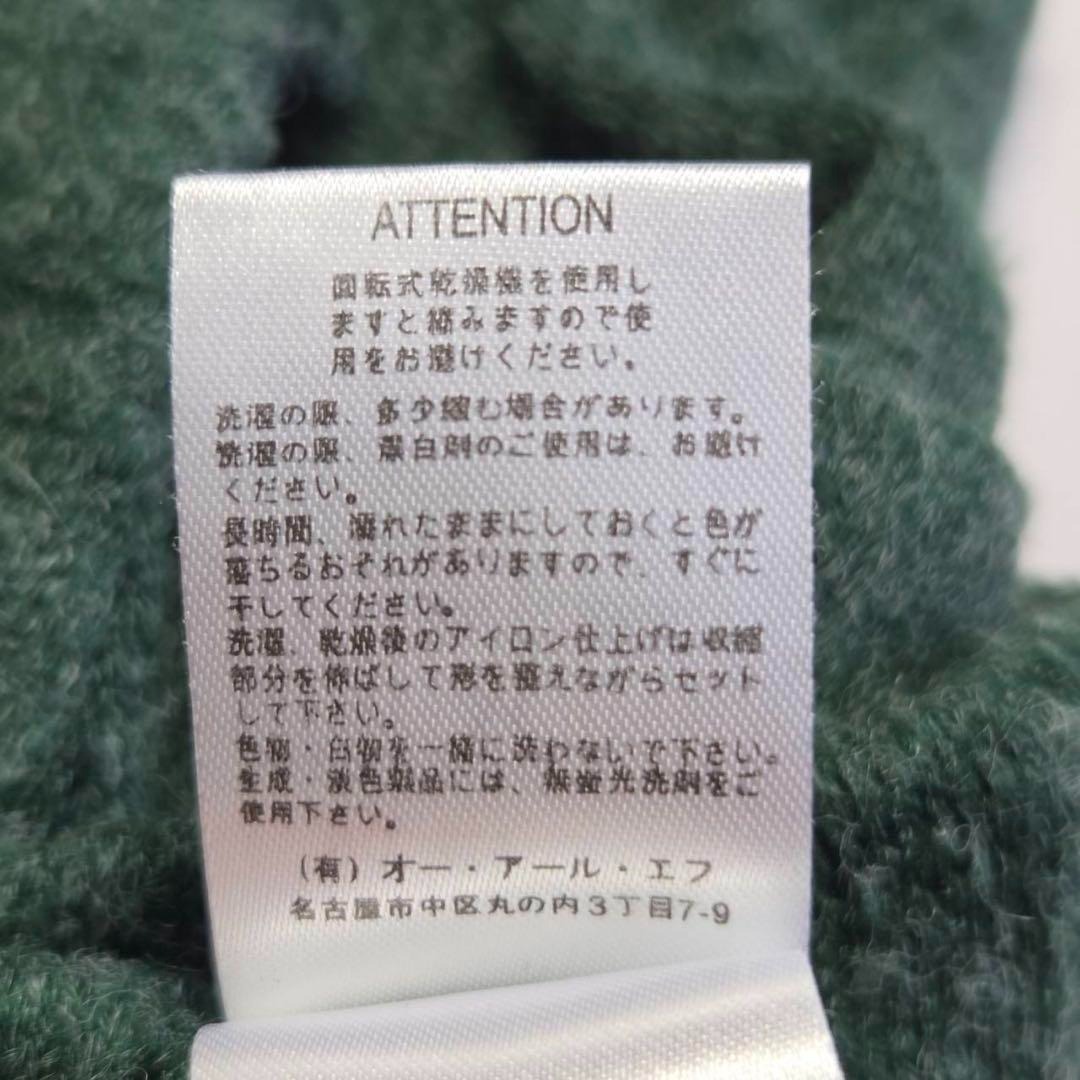 ATTENTION
回転式乾燥機を使用し
ますと縮みますので使
用をお避けください。
洗濯の際、多少縮む場合があります。
洗濯の際、漂白剤のご使用は、お避け
ください。
長時間、濡れたままにしておくと色が
落ちるおそれがありますので、すぐに
干してください。
洗濯、乾燥後のアイロン仕上げは収縮
部分を伸ばして形を整えながらセット
して下さい。
色物・白物を一緒に洗わないで下さい。
生成・淡色製品には、無蛍光洗剤をご
使用下さい。
(有)オー・アール・エフ
名古屋市中区丸の内3丁目7-9